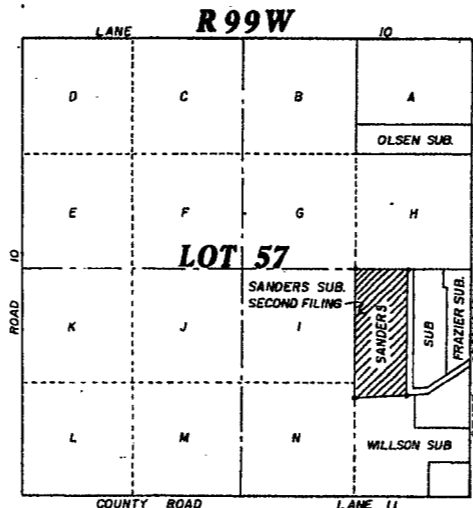 R 99W
LANE 10
D C B A
OLSEN SUB.
E F G H
LOT 57
ROAD 10
SANDERS SUB.
SECOND FILING
K J I
SANDERS
SUB
FRAZIER SUB.
L M N
WILLSON SUB
COUNTY ROAD LANE 11